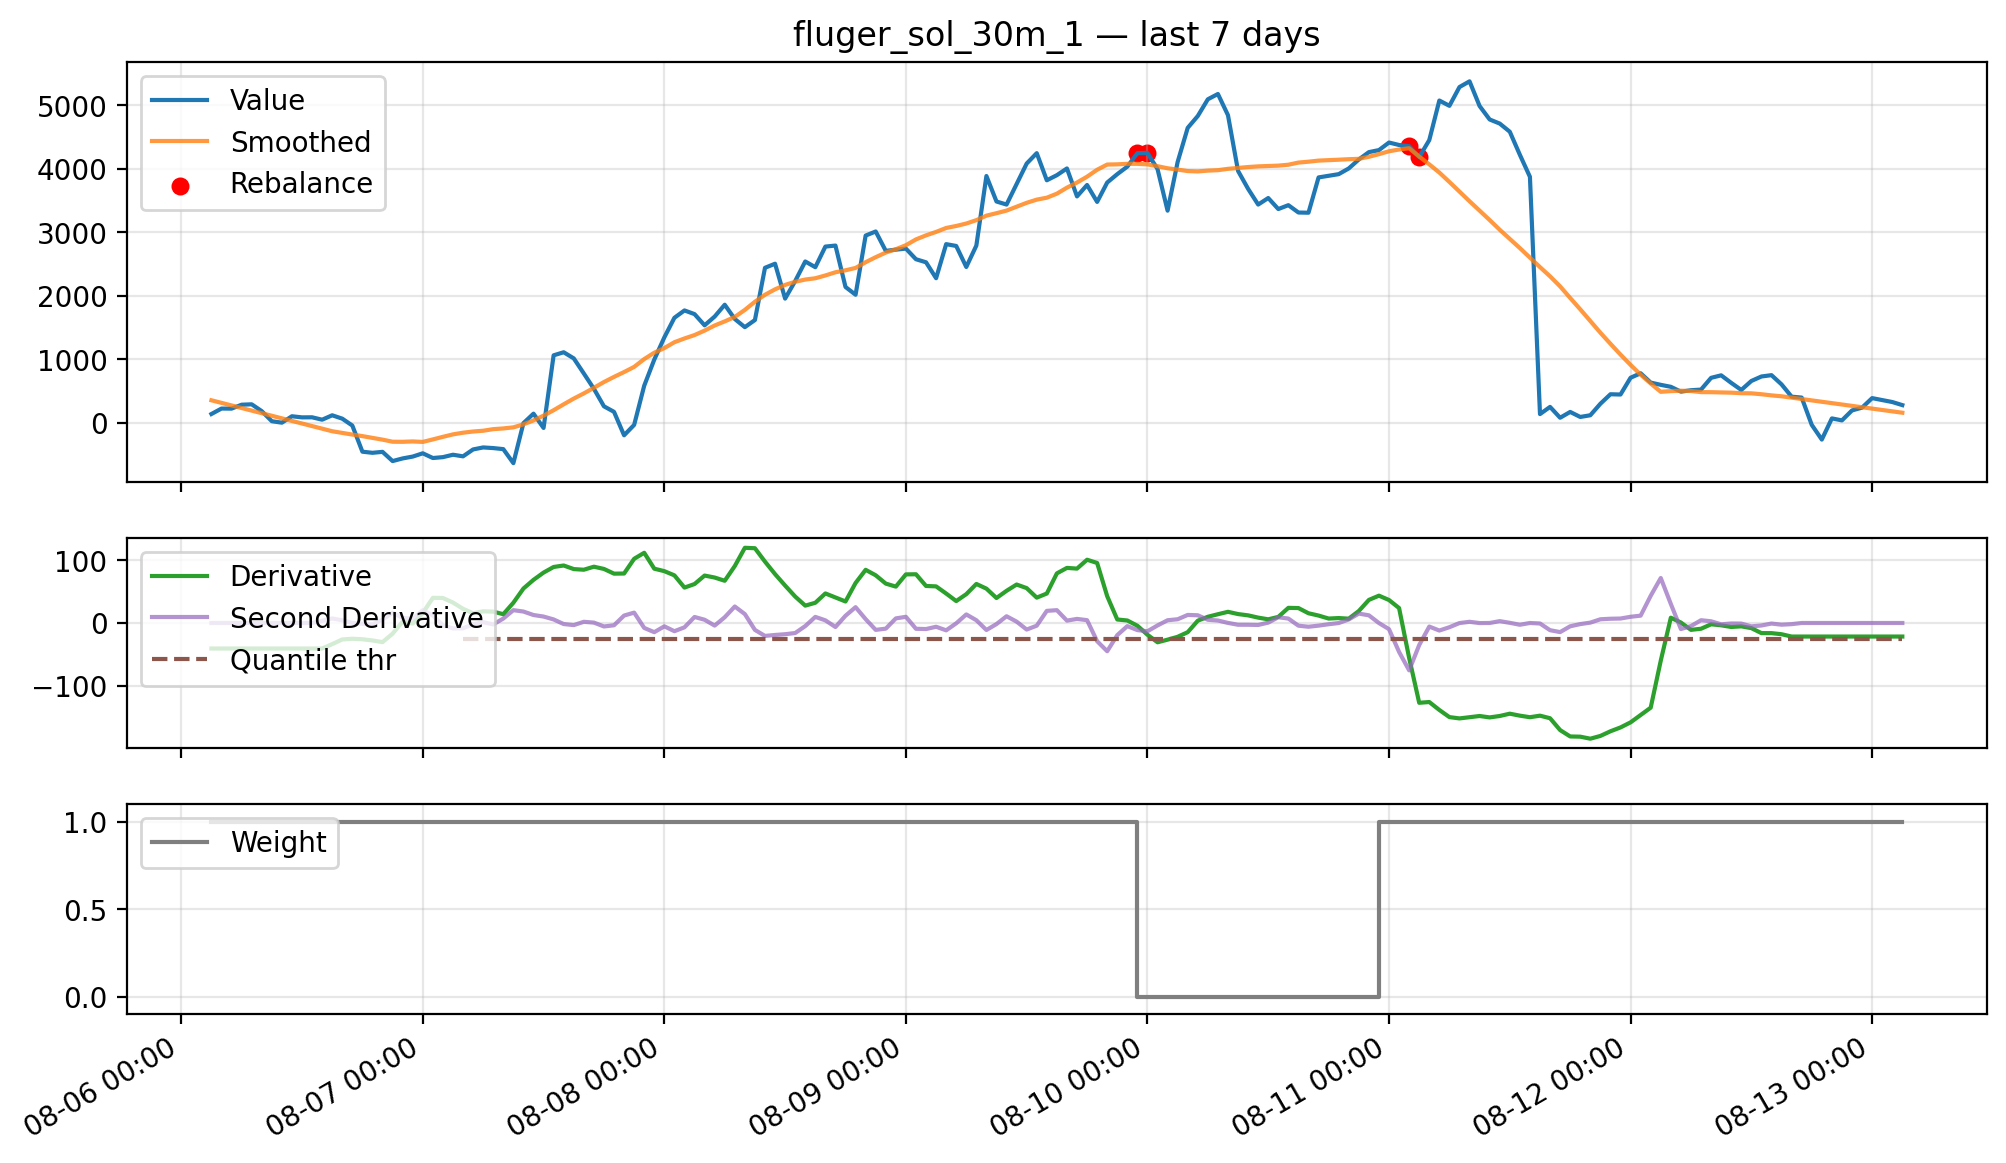 fluger_sol_30m_1 — last 7 days
Value
Smoothed
Rebalance
5000
4000
3000
2000
1000
0
Derivative
Second Derivative
Quantile thr
100
0
−100
Weight
1.0
0.5
0.0
08-06 00:00
08-07 00:00
08-08 00:00
08-09 00:00
08-10 00:00
08-11 00:00
08-12 00:00
08-13 00:00